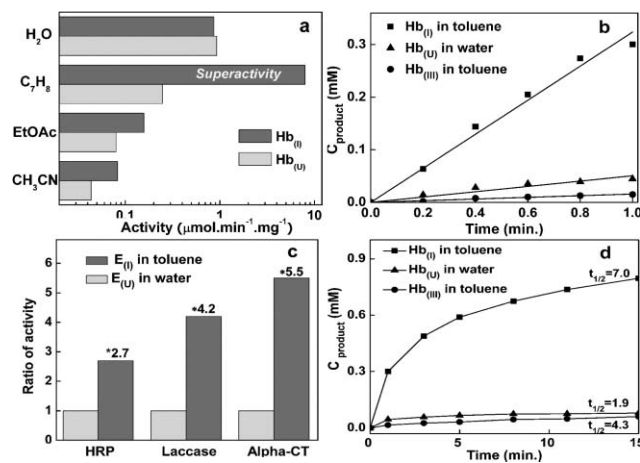 a
H₂O
C₇H₈
EtOAc
CH₃CN
Superactivity
Hb(I)
Hb(U)
0.1 1 10
Activity (μmol.min⁻¹.mg⁻¹)
b
Hb(I) in toluene
Hb(U) in water
Hb(III) in toluene
C product (mM)
0.3
0.2
0.1
0.0
0.0 0.2 0.4 0.6 0.8 1.0
Time (min.)
c
E(I) in toluene
E(U) in water
Ratio of activity
6
5
4
3
2
1
0
*2.7
*4.2
*5.5
HRP Laccase Alpha-CT
d
Hb(I) in toluene
Hb(U) in water
Hb(III) in toluene
C product (mM)
0.9
0.6
0.3
0.0
t1/2=7.0
t1/2=1.9
t1/2=4.3
0 5 10 15
Time (min.)